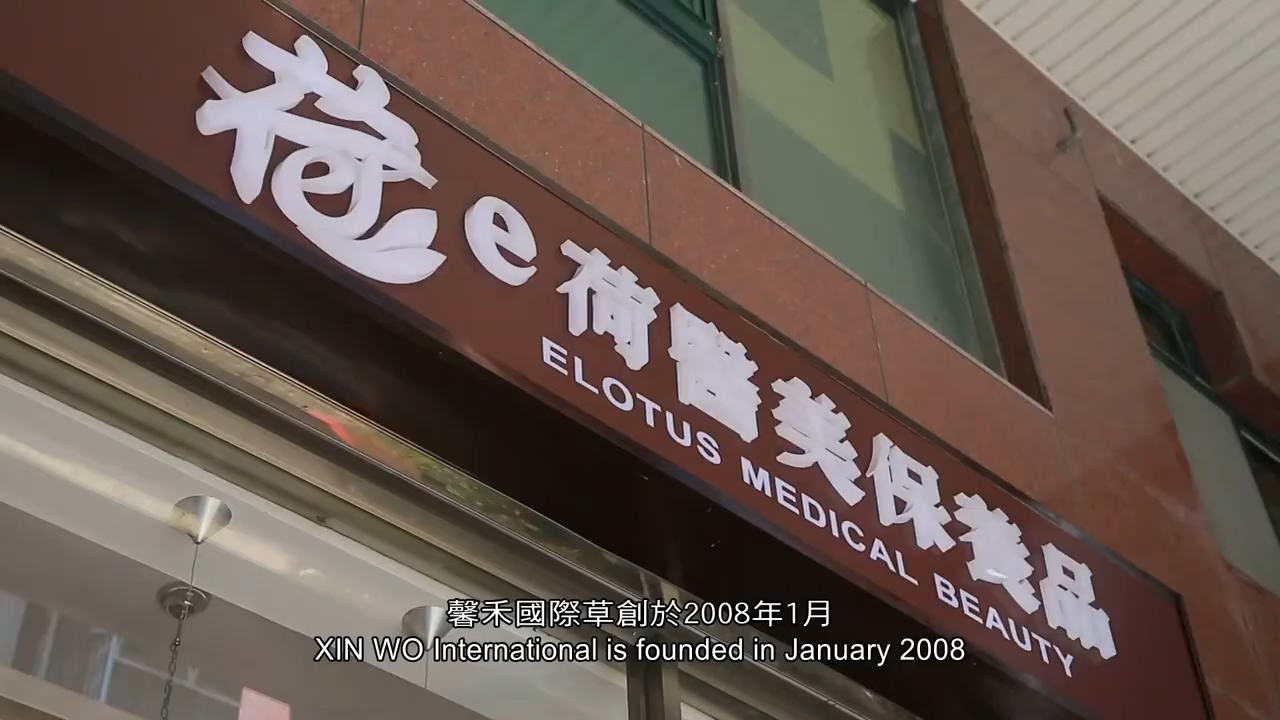 荷
e荷醫美保養品
ELOTUS MEDICAL BEAUTY
馨禾國際草創於2008年1月
XIN WO International is founded in January 2008